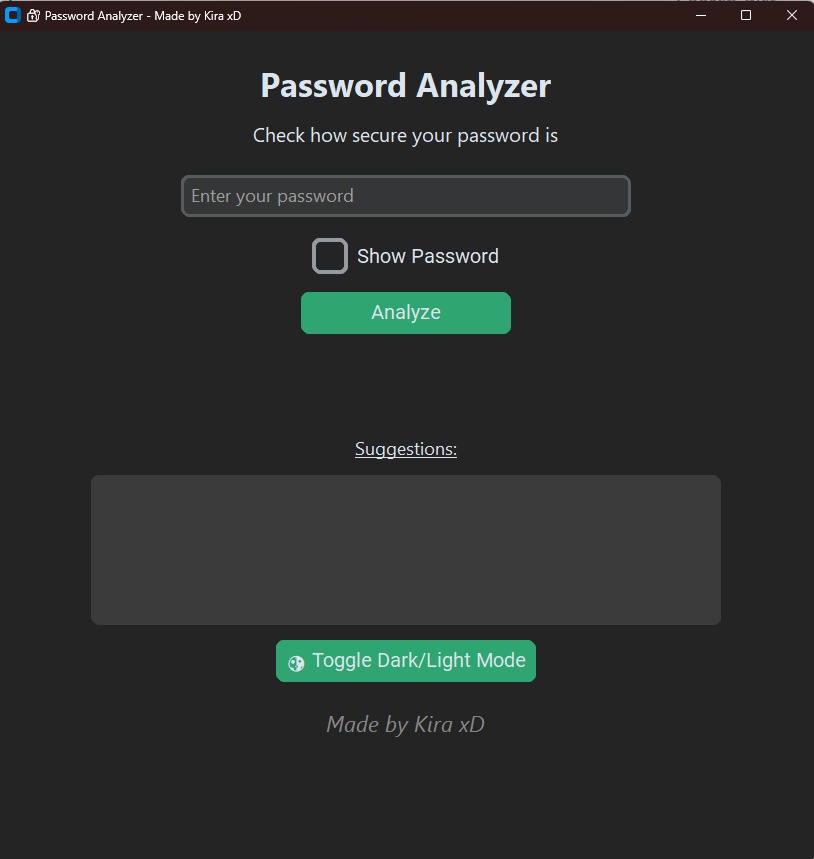 Password Analyzer - Made by Kira xD
Password Analyzer
Check how secure your password is
Enter your password
Show Password
Analyze
Suggestions:
Toggle Dark/Light Mode
Made by Kira xD